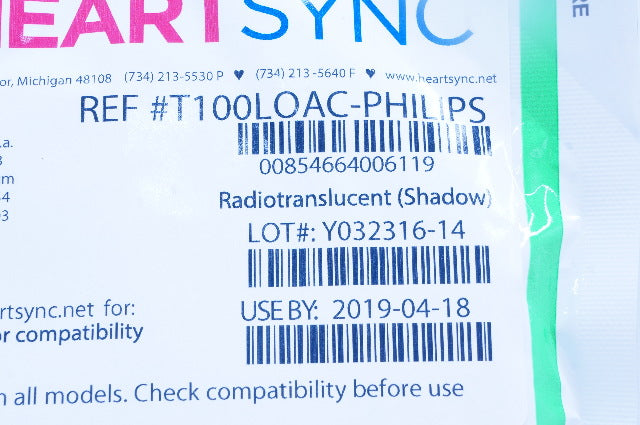 HEARTSYNC
or, Michigan 48108 (734) 213-5530 P ♥ (734) 213-5640 F ♥ www.heartsync.net
REF #T100LOAC-PHILIPS
00854664006119
Radiotranslucent (Shadow)
LOT#: Y032316-14
USE BY: 2019-04-18
rtsync.net for:
r compatibility
all models. Check compatibility before use